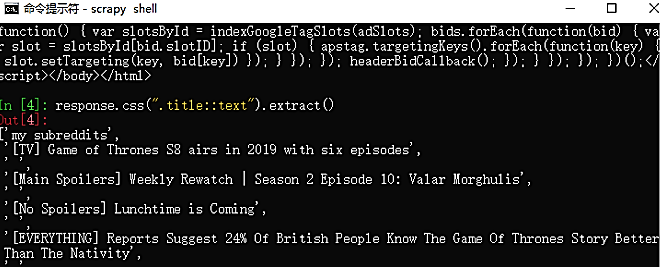 命令提示符 - scrapy shell
function() { var slotsById = indexGoogleTagSlots(adSlots); bids.forEach(function(bid) { va
r slot = slotsById[bid.slotID]; if (slot) { apstag.targetingKeys().forEach(function(key) {
slot.setTargeting(key, bid[key]) }); } }); }); headerBidCallback(); }); } }); }); })();</
script></body></html>
In [4]: response.css(".title::text").extract()
Out[4]:
['my subreddits',
'[TV] Game of Thrones S8 airs in 2019 with six episodes',
' ',
'[Main Spoilers] Weekly Rewatch | Season 2 Episode 10: Valar Morghulis',
' ',
'[No Spoilers] Lunchtime is Coming',
' ',
'[EVERYTHING] Reports Suggest 24% Of British People Know The Game Of Thrones Story Better
Than The Nativity',
' ',